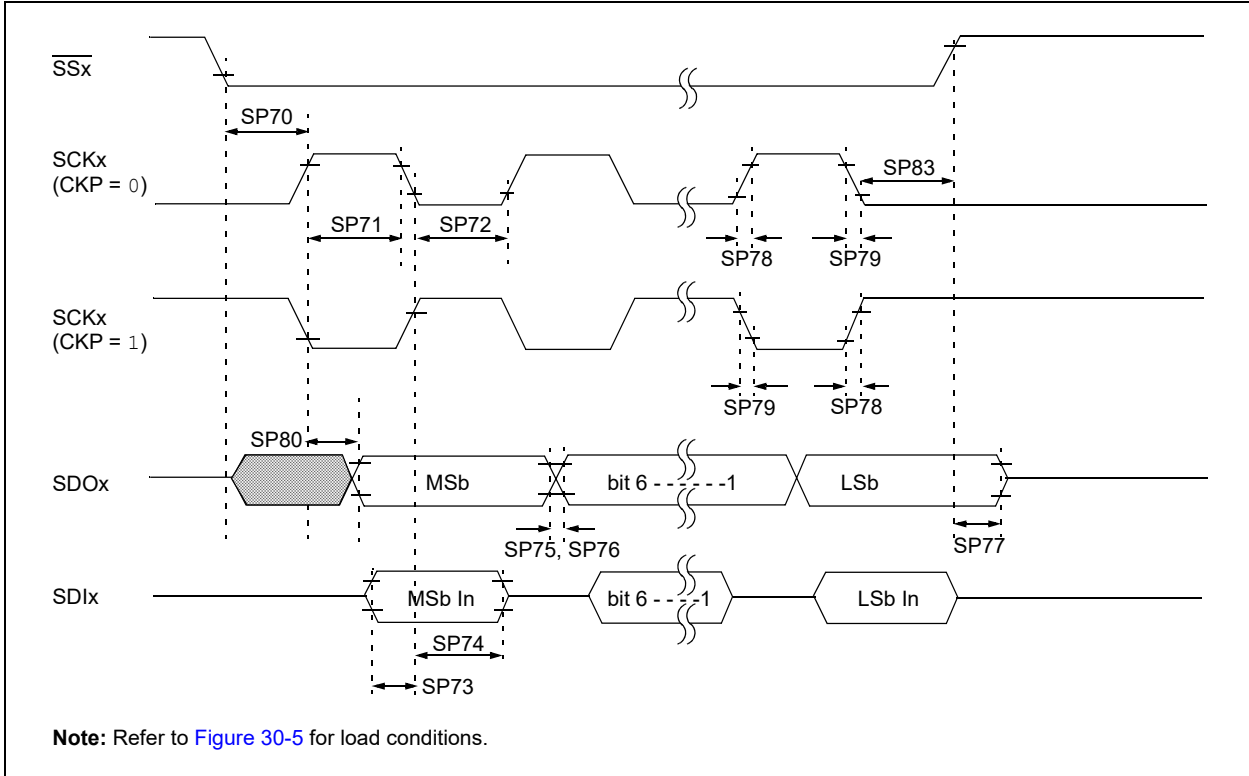 SSx
SP70
SCKx
(CKP = 0)
SP83
SP71
SP72
SP78
SP79
SCKx
(CKP = 1)
SP79
SP78
SP80
SDOx
MSb
bit 6 - - - - - -1
LSb
SP75, SP76
SP77
SDIx
MSb In
bit 6 - - - -1
LSb In
SP74
SP73
Note: Refer to Figure 30-5 for load conditions.